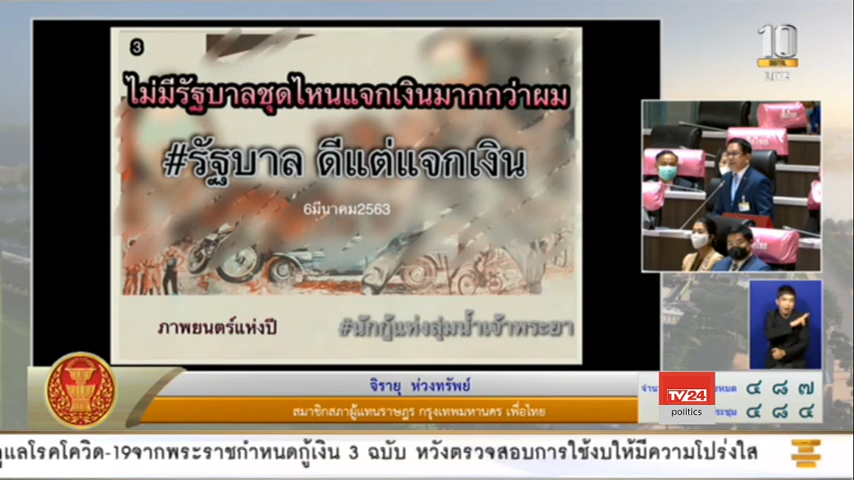 3
ไม่มีรัฐบาลชุดไหนแจกเงินมากกว่าผม
#รัฐบาล ดีแต่แจกเงิน
6มีนาคม2563
ภาพยนตร์แห่งปี
#นักกู้แห่งลุ่มน้ำเจ้าพระยา
10
DIGITAL
LIVE
จิรายุ ห่วงทรัพย์
สมาชิกสภาผู้แทนราษฎร กรุงเทพมหานคร เพื่อไทย
TV24
politics
๔๘๗
๔๘๔
ดูแลโรคโควิด-19จากพระราชกำหนดกู้เงิน 3 ฉบับ หวังตรวจสอบการใช้งบให้มีความโปร่งใส